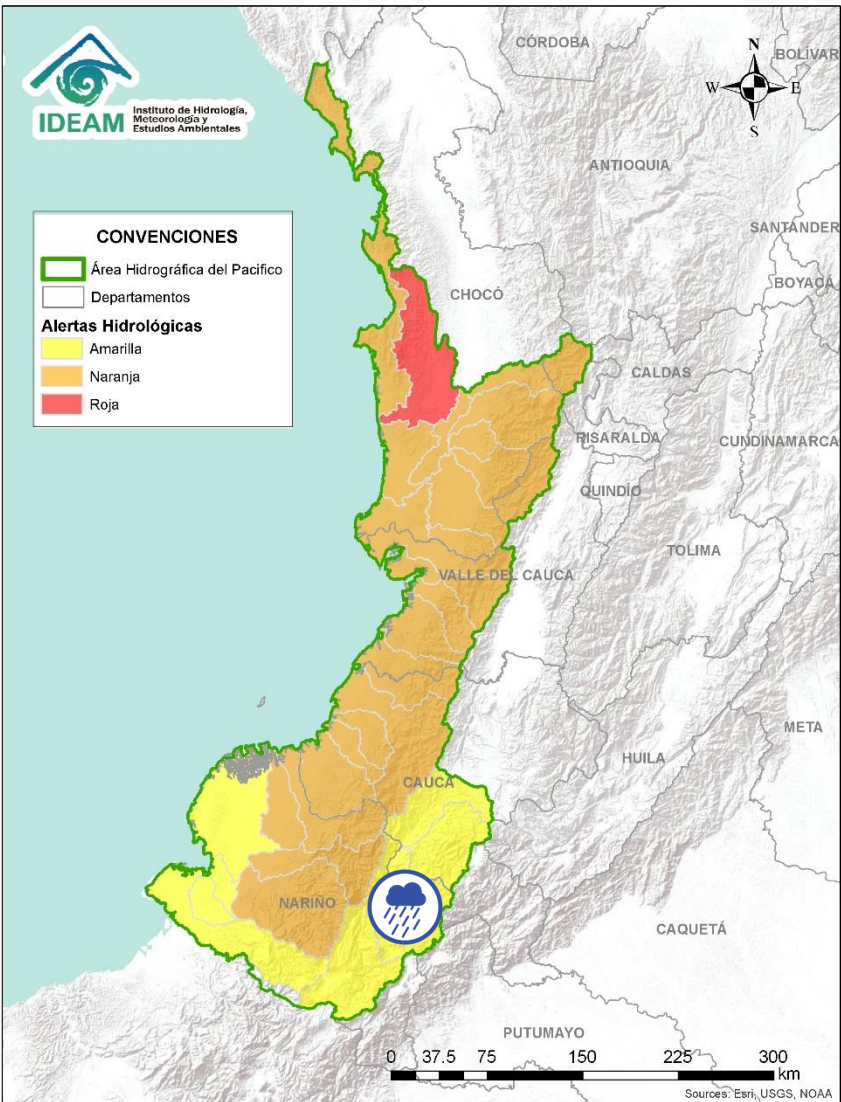 IDEAM
Instituto de Hidrología,
Meteorología y
Estudios Ambientales
N
W
E
S
CÓRDOBA
BOLÍVAR
ANTIOQUIA
SANTANDER
BOYACÁ
CHOCÓ
CALDAS
RISARALDA
CUNDINAMARCA
QUINDÍO
TOLIMA
VALLE DEL CAUCA
META
HUILA
CAUCA
NARIÑO
CAQUETÁ
PUTUMAYO
CONVENCIONES
Área Hidrográfica del Pacifico
Departamentos
Alertas Hidrológicas
Amarilla
Naranja
Roja
0 37.5 75 150 225 300
km
Sources: Esri, USGS, NOAA